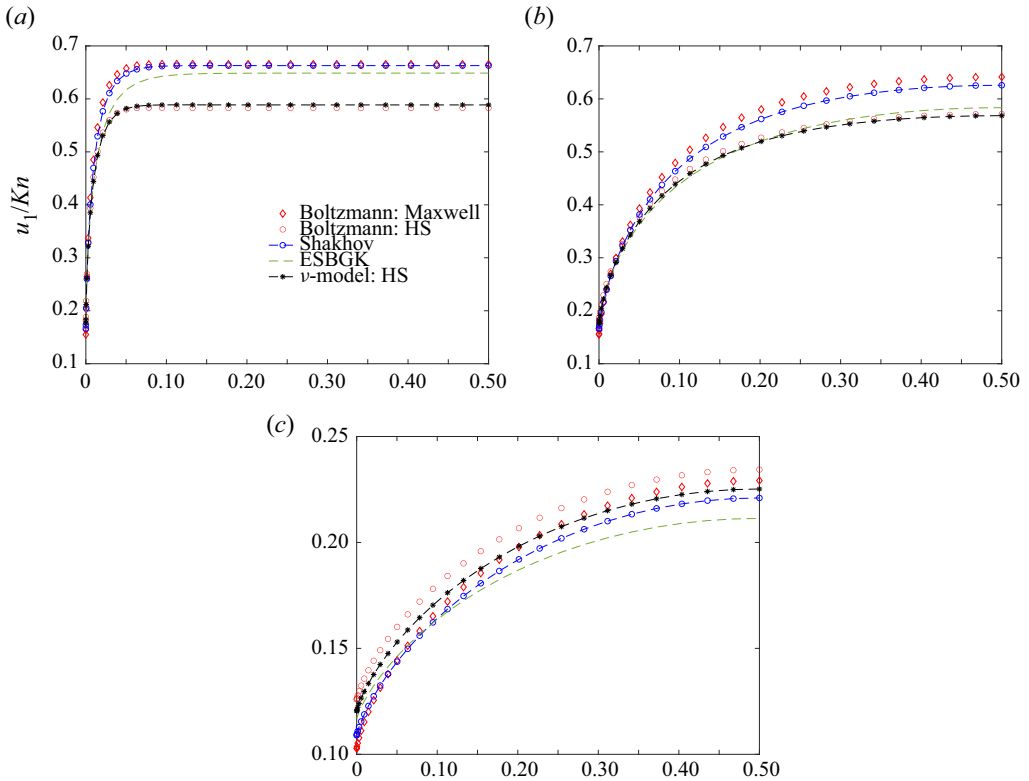 (a)
0.7
0.6
0.5
0.4
0.3
0.2
0.1
u1/Kn
0 0.10 0.20 0.30 0.40 0.50
Boltzmann: Maxwell
Boltzmann: HS
Shakhov
ESBGK
ν-model: HS
(b)
0.7
0.6
0.5
0.4
0.3
0.2
0.1
0 0.10 0.20 0.30 0.40 0.50
(c)
0.25
0.20
0.15
0.10
0 0.10 0.20 0.30 0.40 0.50